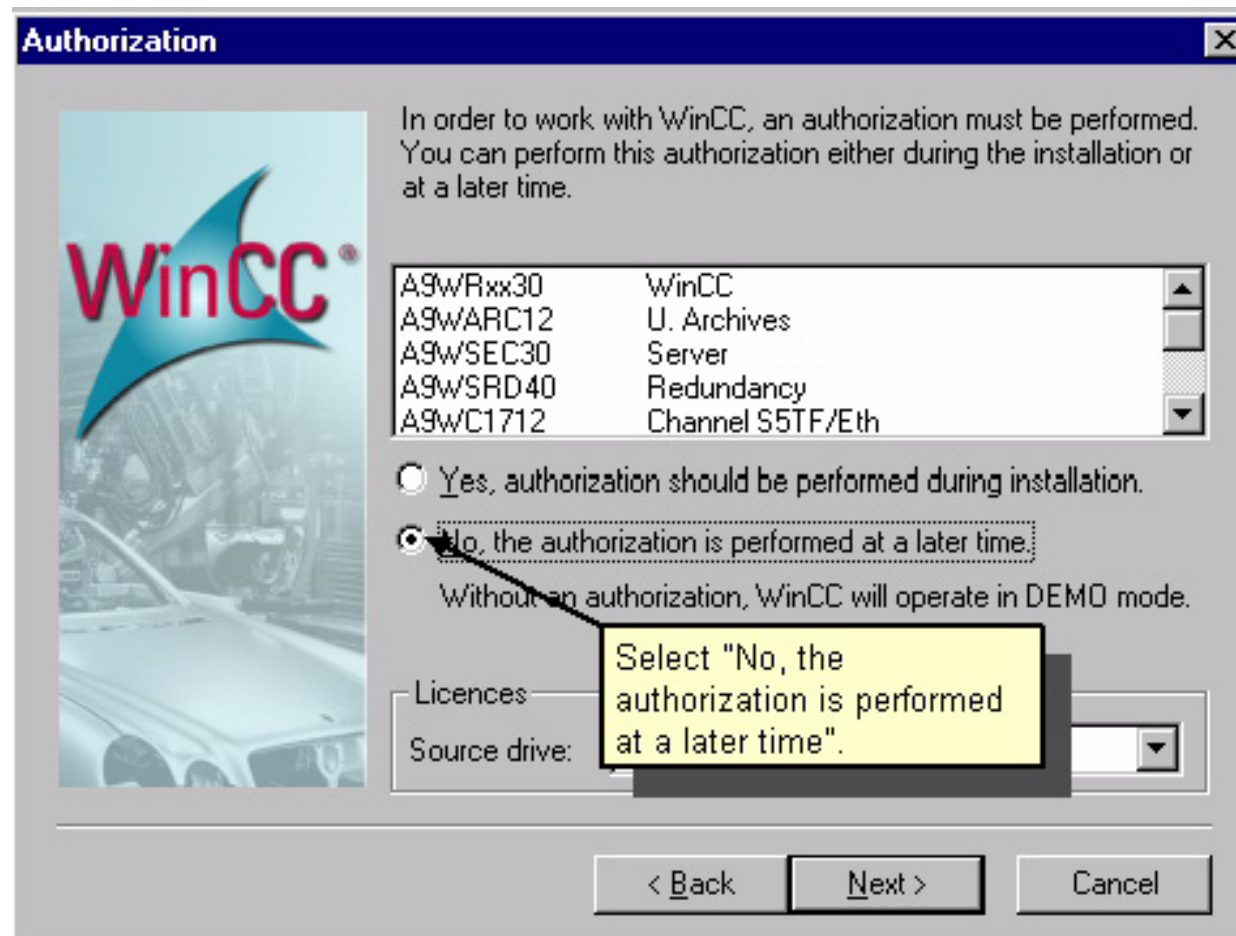 Authorization
In order to work with WinCC, an authorization must be performed.
You can perform this authorization either during the installation or
at a later time.
WinCC®
A9WRxx30 WinCC
A9WARC12 U. Archives
A9WSEC30 Server
A9WSRD40 Redundancy
A9WC1712 Channel S5TF/Eth
Yes, authorization should be performed during installation.
No, the authorization is performed at a later time.
Without an authorization, WinCC will operate in DEMO mode.
Select "No, the
authorization is performed
at a later time".
Licences
Source drive:
< Back Next > Cancel